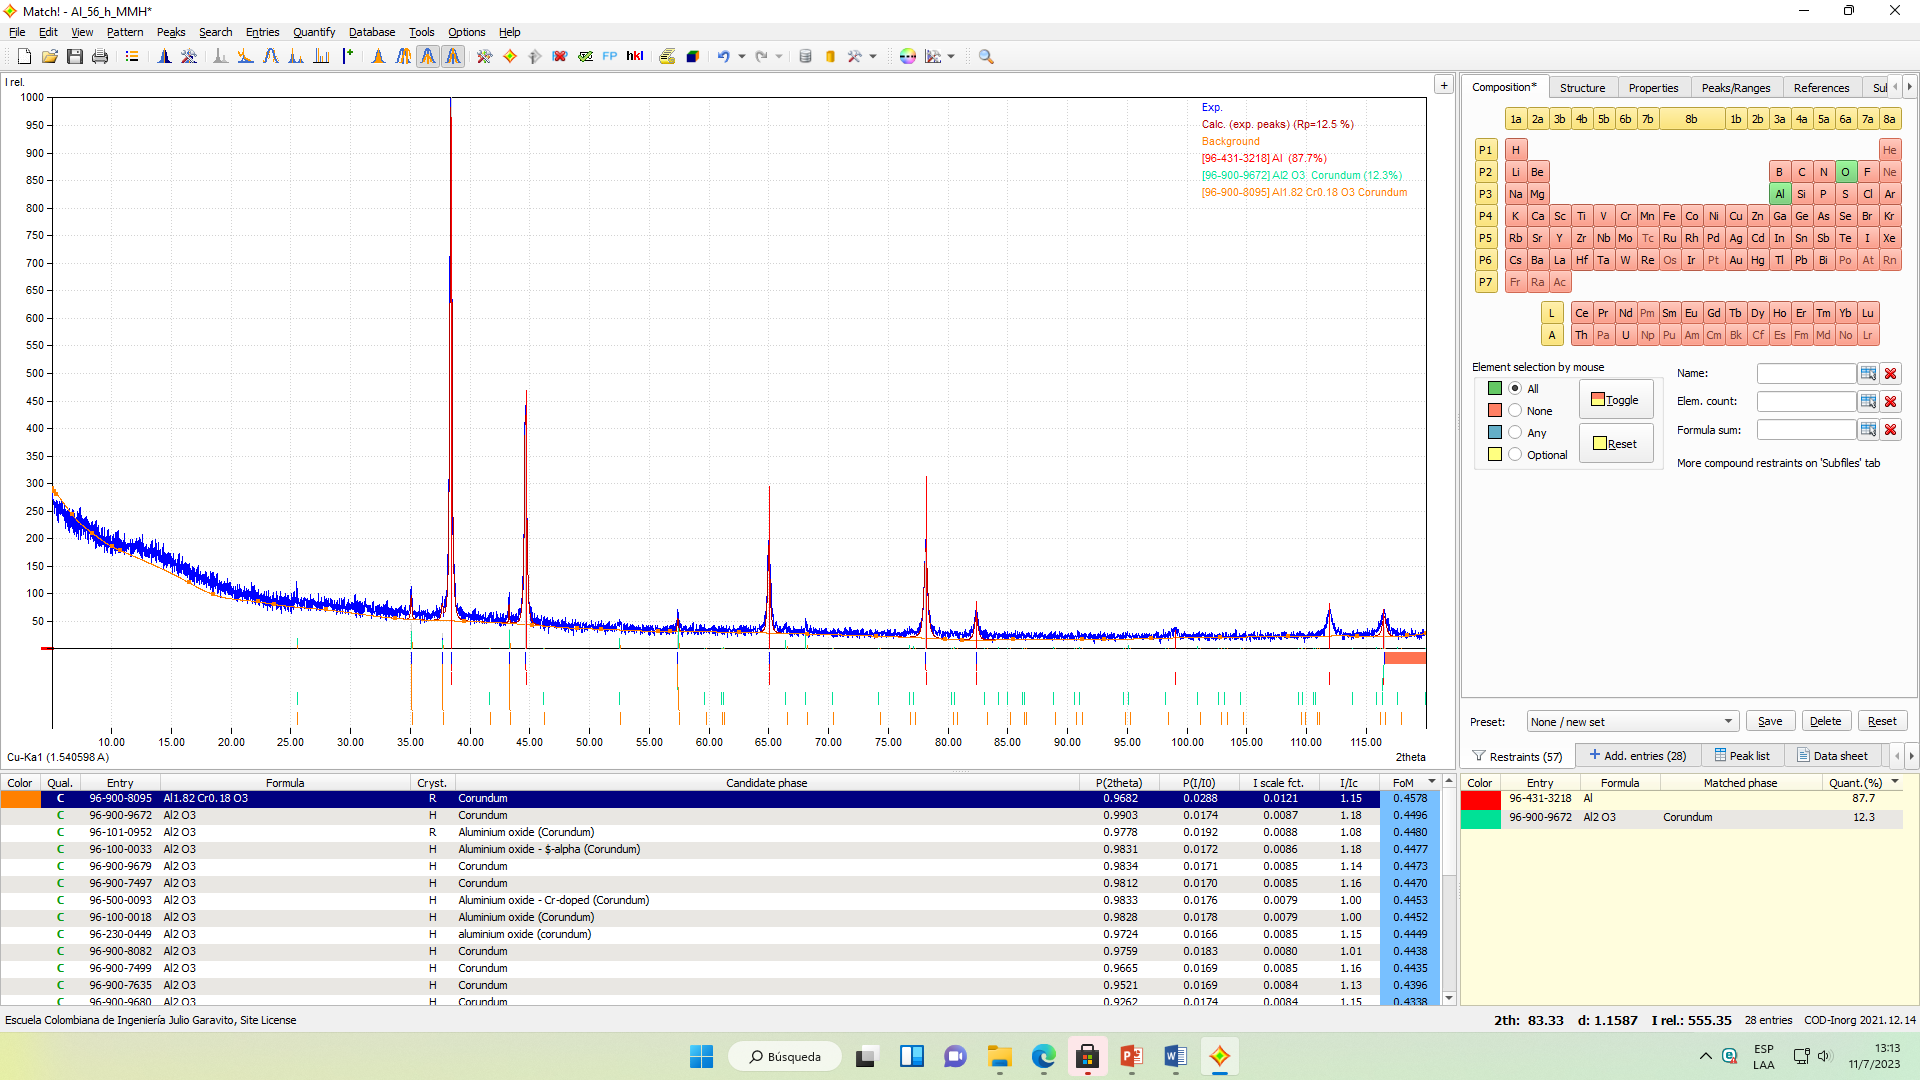 Match! - Al_56_h_MMH*
File Edit View Pattern Peaks Search Entries Quantify Database Tools Options Help
FP hkl
I rel.
1000
950
900
850
800
750
700
650
600
550
500
450
400
350
300
250
200
150
100
50
Exp.
Calc. (exp. peaks) (Rp=12.5 %)
Background
[96-431-3218] Al (87.7%)
[96-900-9672] Al2 O3 Corundum (12.3%)
[96-900-8095] Al1.82 Cr0.18 O3 Corundum
10.00 15.00 20.00 25.00 30.00 35.00 40.00 45.00 50.00 55.00 60.00 65.00 70.00 75.00 80.00 85.00 90.00 95.00 100.00 105.00 110.00 115.00
Cu-Ka1 (1.540598 A) 2theta
Composition* Structure Properties Peaks/Ranges References Sul
1a 2a 3b 4b 5b 6b 7b 8b 1b 2b 3a 4a 5a 6a 7a 8a
P1 H He
P2 Li Be B C N O F Ne
P3 Na Mg Al Si P S Cl Ar
P4 K Ca Sc Ti V Cr Mn Fe Co Ni Cu Zn Ga Ge As Se Br Kr
P5 Rb Sr Y Zr Nb Mo Tc Ru Rh Pd Ag Cd In Sn Sb Te I Xe
P6 Cs Ba La Hf Ta W Re Os Ir Pt Au Hg Tl Pb Bi Po At Rn
P7 Fr Ra Ac
L Ce Pr Nd Pm Sm Eu Gd Tb Dy Ho Er Tm Yb Lu
A Th Pa U Np Pu Am Cm Bk Cf Es Fm Md No Lr
Element selection by mouse
All
None
Any
Optional
Toggle
Reset
Name:
Elem. count:
Formula sum:
More compound restraints on 'Subfiles' tab
Preset: None / new set Save Delete Reset
Restraints (57) Add. entries (28) Peak list Data sheet
Color Qual. Entry Formula Cryst. Candidate phase P(2theta) P(I/I0) I scale fct. I/Ic FoM
C 96-900-8095 Al1.82 Cr0.18 O3 R Corundum 0.9682 0.0288 0.0121 1.15 0.4578
C 96-900-9672 Al2 O3 H Corundum 0.9903 0.0174 0.0087 1.18 0.4496
C 96-101-0952 Al2 O3 R Aluminium oxide (Corundum) 0.9778 0.0192 0.0088 1.08 0.4480
C 96-100-0033 Al2 O3 H Aluminium oxide - $-alpha (Corundum) 0.9831 0.0172 0.0086 1.18 0.4477
C 96-900-9679 Al2 O3 H Corundum 0.9834 0.0171 0.0085 1.14 0.4473
C 96-900-7497 Al2 O3 H Corundum 0.9812 0.0170 0.0085 1.16 0.4470
C 96-500-0093 Al2 O3 H Aluminium oxide - Cr-doped (Corundum) 0.9833 0.0176 0.0079 1.00 0.4453
C 96-100-0018 Al2 O3 H Aluminium oxide (Corundum) 0.9828 0.0178 0.0079 1.00 0.4452
C 96-230-0449 Al2 O3 H aluminium oxide (corundum) 0.9724 0.0166 0.0085 1.15 0.4449
C 96-900-8082 Al2 O3 H Corundum 0.9759 0.0183 0.0080 1.01 0.4438
C 96-900-7499 Al2 O3 H Corundum 0.9665 0.0169 0.0085 1.16 0.4435
C 96-900-7635 Al2 O3 H Corundum 0.9521 0.0169 0.0084 1.13 0.4396
C 96-900-9680 Al2 O3 H Corundum 0.9262 0.0174 0.0084 1.15 0.4338
Color Entry Formula Matched phase Quant.(%)
96-431-3218 Al 87.7
96-900-9672 Al2 O3 Corundum 12.3
Escuela Colombiana de Ingeniería Julio Garavito, Site License
2th: 83.33 d: 1.1587 I rel.: 555.35 28 entries COD-Inorg 2021.12.14
Búsqueda
ESP
LAA
13:13
11/7/2023